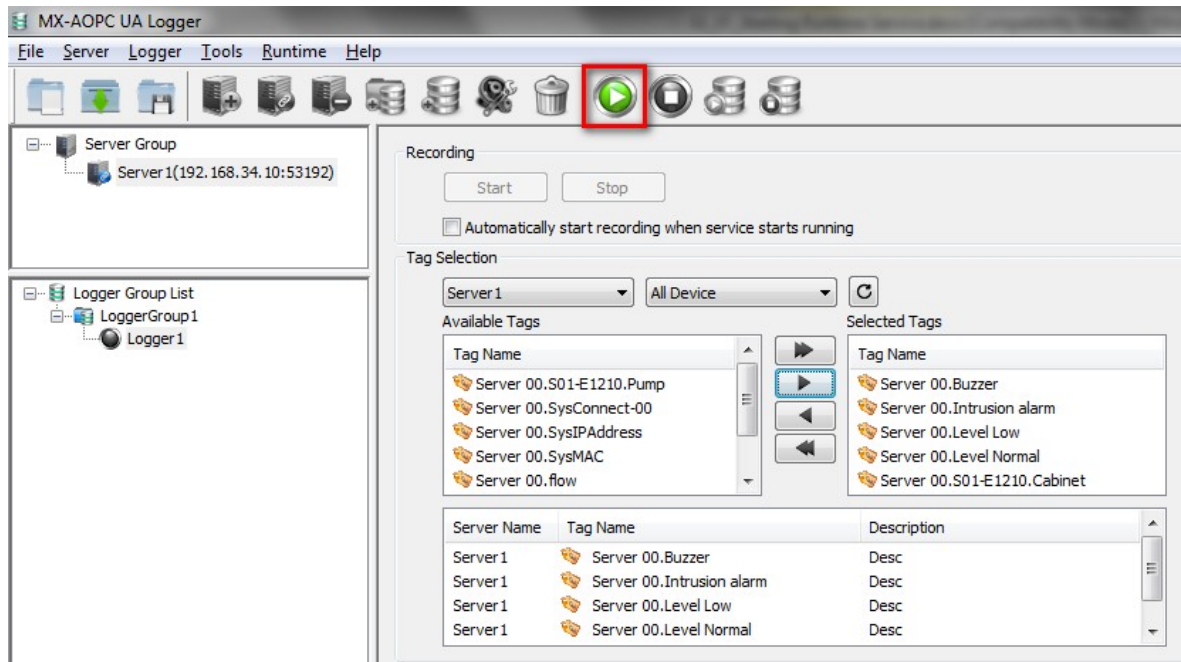 MX-AOPC UA Logger
File Server Logger Tools Runtime Help
Server Group
Server1(192.168.34.10:53192)
Logger Group List
LoggerGroup1
Logger1
Recording
Start Stop
Automatically start recording when service starts running
Tag Selection
Server1 All Device
Available Tags Selected Tags
Tag Name Tag Name
Server 00.S01-E1210.Pump Server 00.Buzzer
Server 00.SysConnect-00 Server 00.Intrusion alarm
Server 00.SysIPAddress Server 00.Level Low
Server 00.SysMAC Server 00.Level Normal
Server 00.flow Server 00.S01-E1210.Cabinet
Server Name Tag Name Description
Server1 Server 00.Buzzer Desc
Server1 Server 00.Intrusion alarm Desc
Server1 Server 00.Level Low Desc
Server1 Server 00.Level Normal Desc